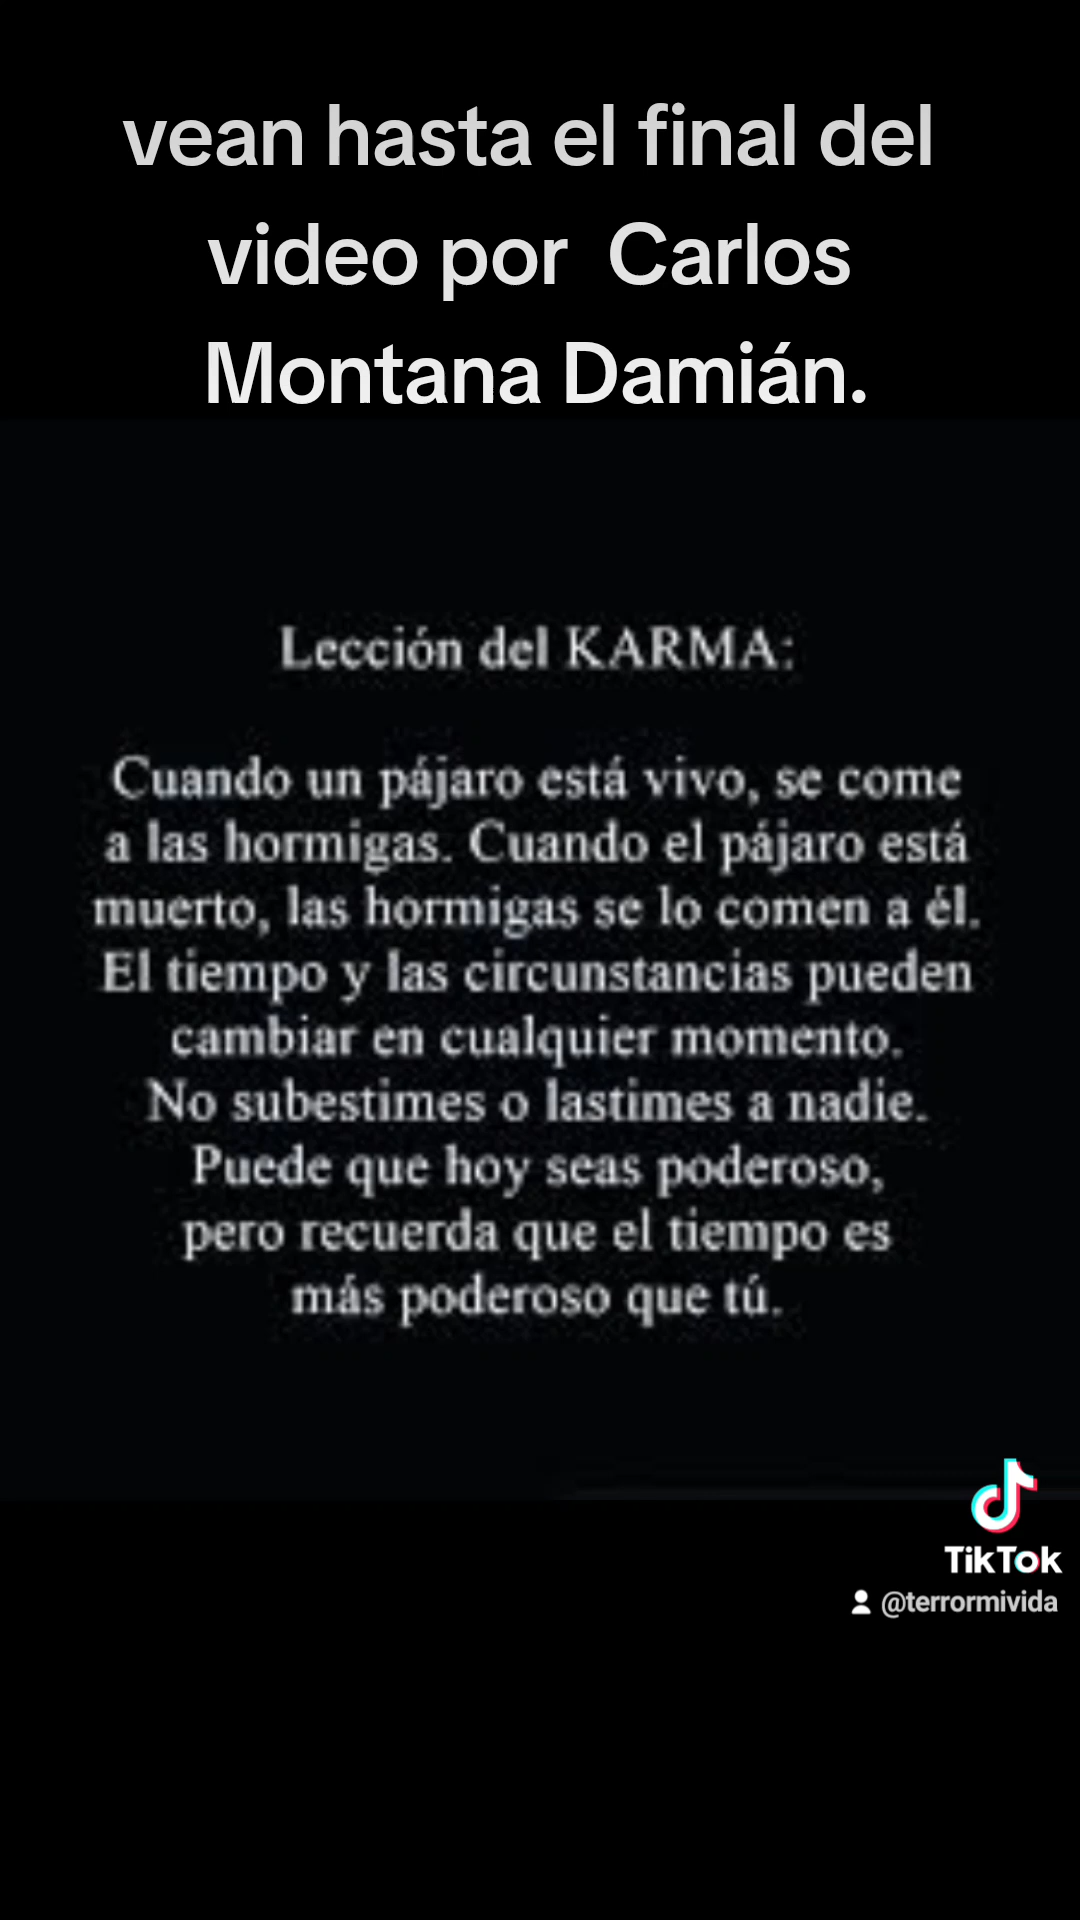 vean hasta el final del
video por  Carlos
Montana Damián.
Lección del KARMA:
Cuando un pájaro está vivo, se come
a las hormigas. Cuando el pájaro está
muerto, las hormigas se lo comen a él.
El tiempo y las circunstancias pueden
cambiar en cualquier momento.
No subestimes o lastimes a nadie.
Puede que hoy seas poderoso,
pero recuerda que el tiempo es
más poderoso que tú.
TikTok
@terrormivida